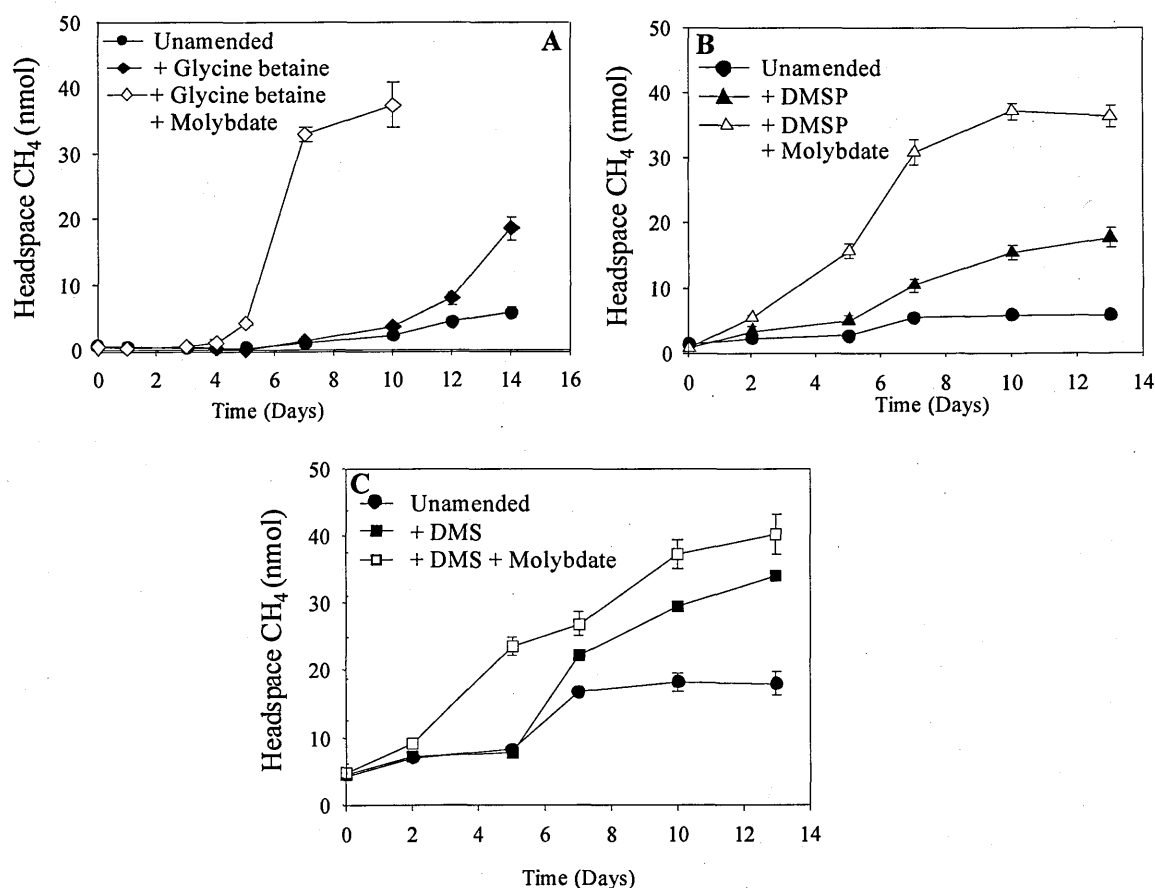 A
Unamended
+ Glycine betaine
+ Glycine betaine
+ Molybdate
Headspace CH4 (nmol)
50
40
30
20
10
0
0 2 4 6 8 10 12 14 16
Time (Days)
B
Unamended
+ DMSP
+ DMSP
+ Molybdate
Headspace CH4 (nmol)
50
40
30
20
10
0
0 2 4 6 8 10 12 14
Time (Days)
C
Unamended
+ DMS
+ DMS + Molybdate
Headspace CH4 (nmol)
50
40
30
20
10
0
0 2 4 6 8 10 12 14
Time (Days)